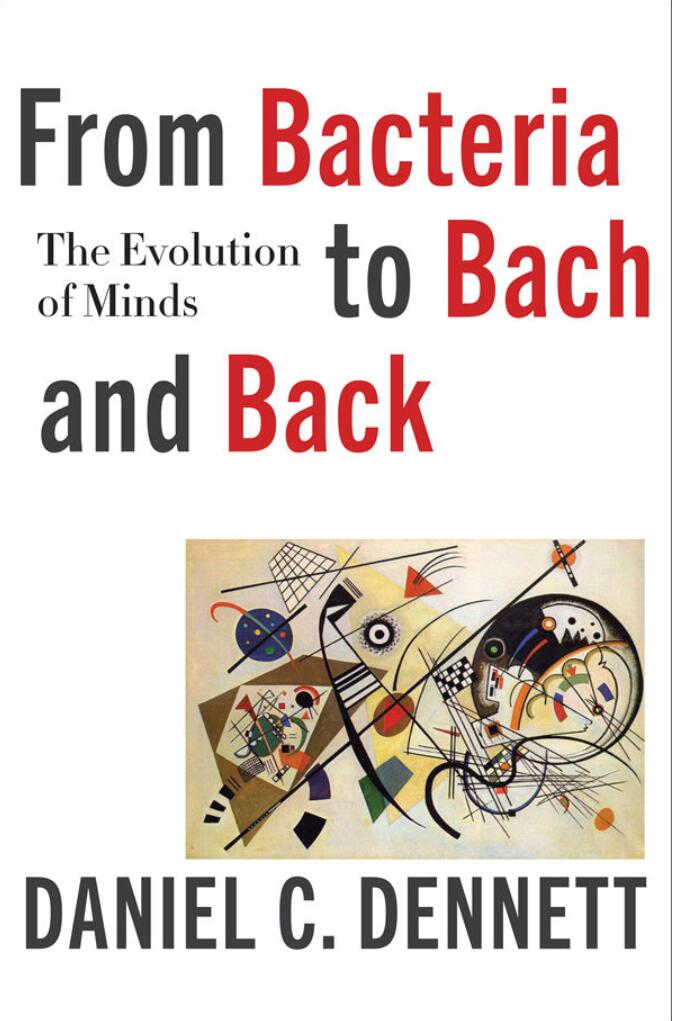 From Bacteria
The Evolution
of Minds
to Bach
and Back
DANIEL C. DENNETT